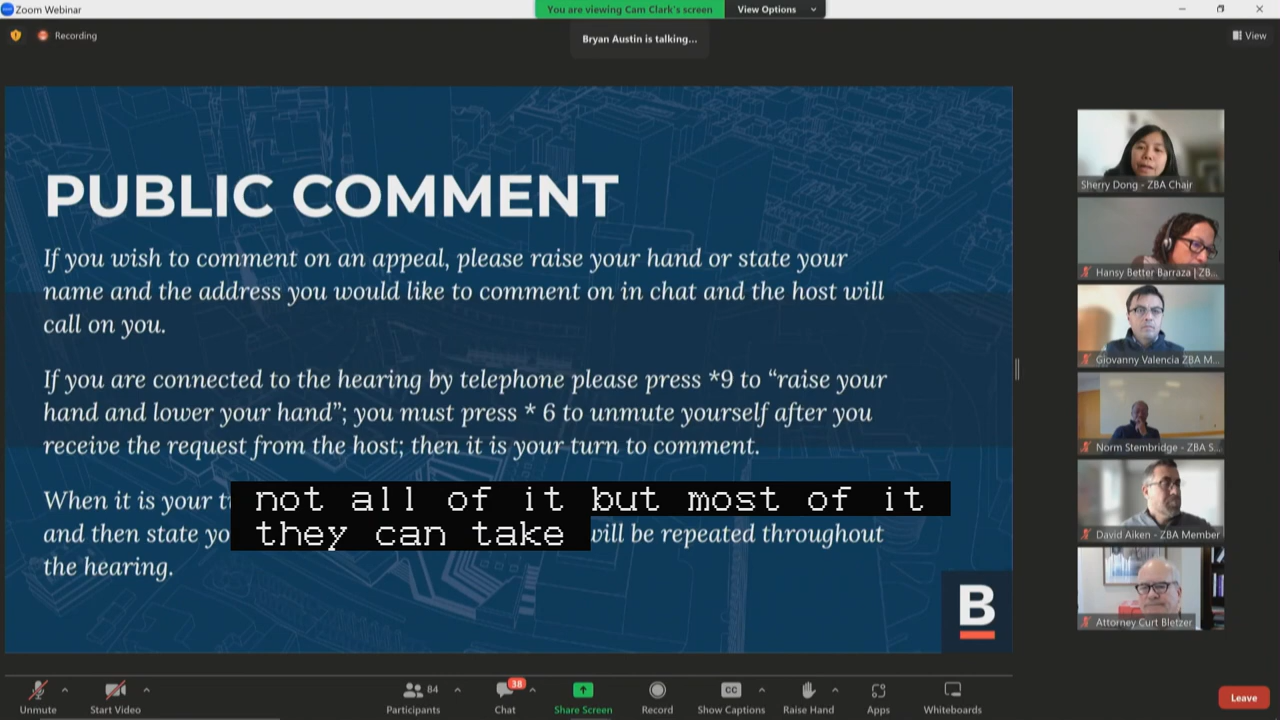 Zoom Webinar
You are viewing Cam Clark's screen
View Options
Recording
Bryan Austin is talking...
View
PUBLIC COMMENT
If you wish to comment on an appeal, please raise your hand or state your
name and the address you would like to comment on in chat and the host will
call on you.
If you are connected to the hearing by telephone please press *9 to “raise your
hand and lower your hand”; you must press * 6 to unmute yourself after you
receive the request from the host; then it is your turn to comment.
When it is your
and then state will be repeated throughout
the hearing.
not all of it but most of it
they can take
B
Sherry Dong - ZBA Chair
Hansy Better Barraza | ZB...
Giovanny Valencia ZBA M...
Norm Stembridge - ZBA S...
David Aiken - ZBA Member
Attorney Curt Bletzer
Unmute
Start Video
84
Participants
38
Chat
Share Screen
Record
CC
Show Captions
Raise Hand
Apps
Whiteboards
Leave